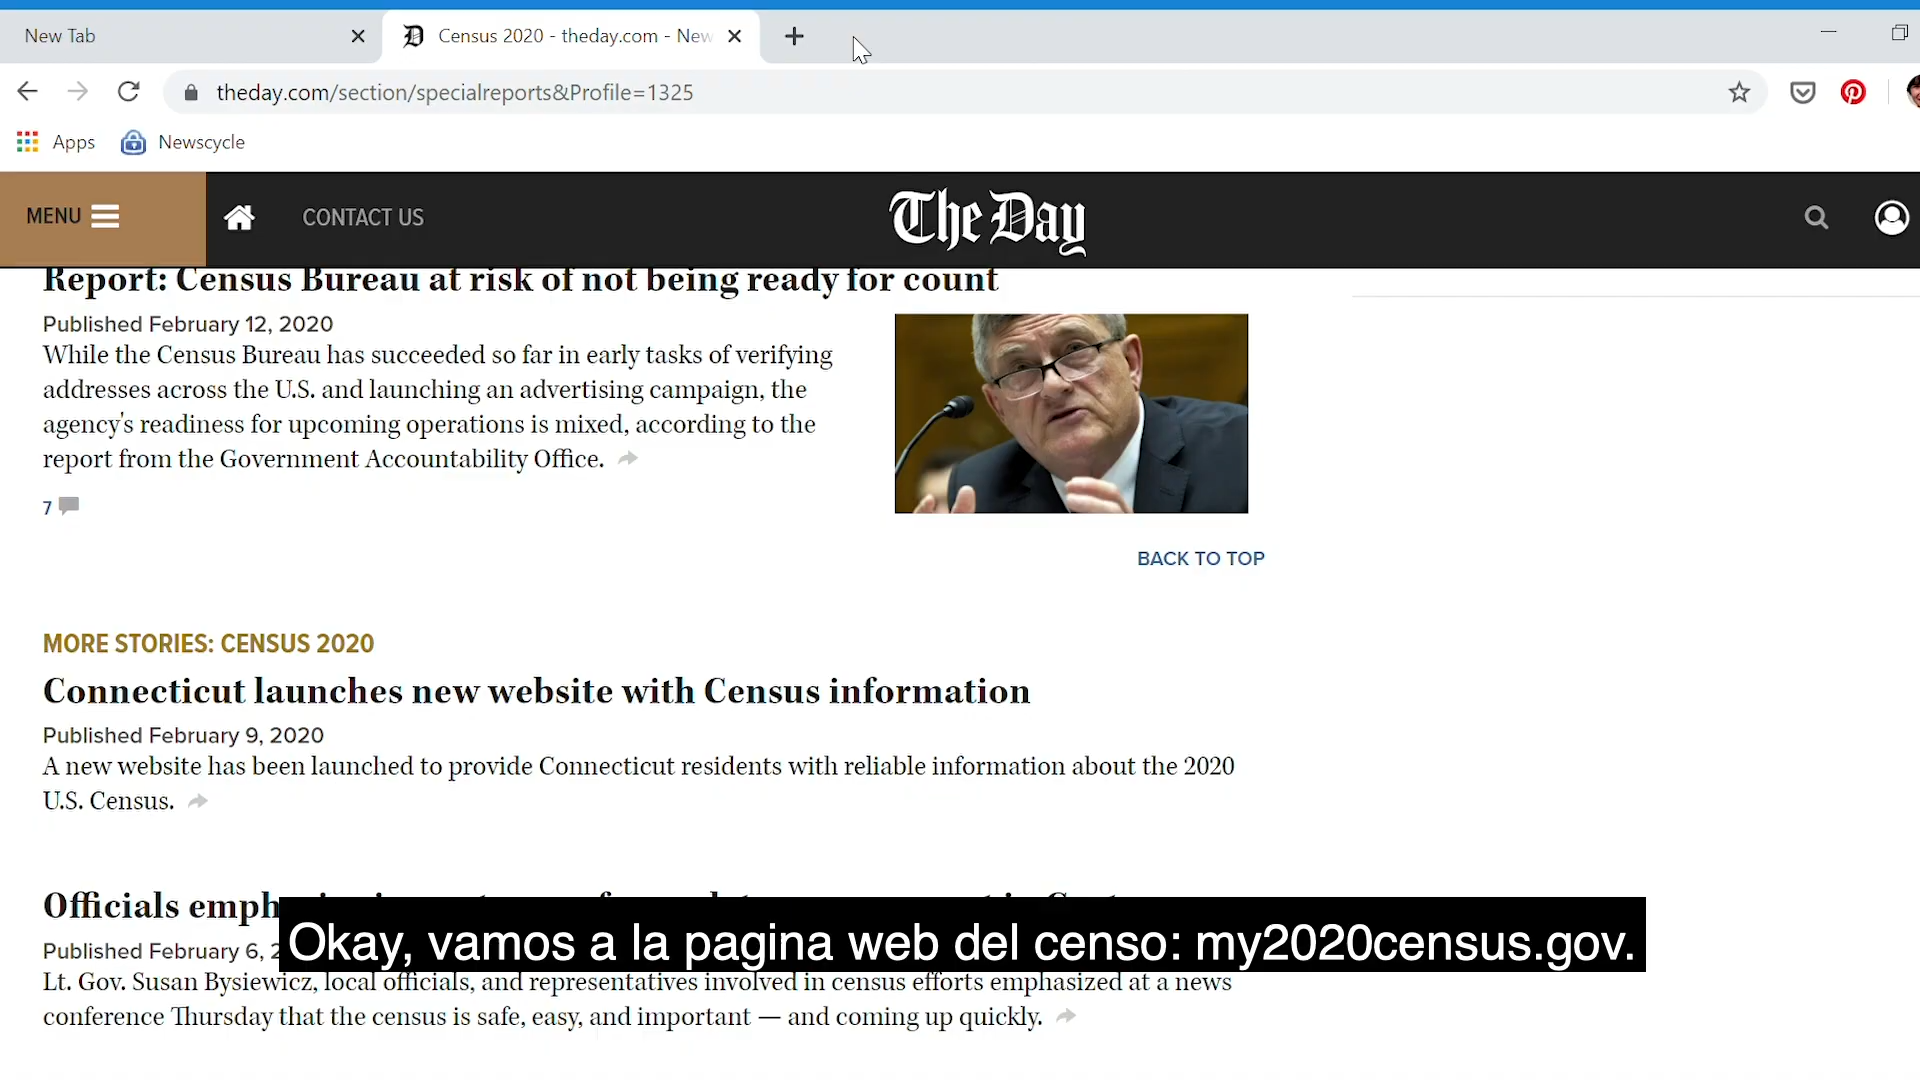 New Tab
Census 2020 - theday.com - New
theday.com/section/specialreports&Profile=1325
Apps
Newscycle
MENU
CONTACT US
The Day
Report: Census Bureau at risk of not being ready for count
Published February 12, 2020
While the Census Bureau has succeeded so far in early tasks of verifying
addresses across the U.S. and launching an advertising campaign, the
agency's readiness for upcoming operations is mixed, according to the
report from the Government Accountability Office.
7
BACK TO TOP
MORE STORIES: CENSUS 2020
Connecticut launches new website with Census information
Published February 9, 2020
A new website has been launched to provide Connecticut residents with reliable information about the 2020
U.S. Census.
Officials
Published February 6,
Okay, vamos a la pagina web del censo: my2020census.gov.
Lt. Gov. Susan Bysiewicz, local officials, and representatives involved in census efforts emphasized at a news
conference Thursday that the census is safe, easy, and important — and coming up quickly.